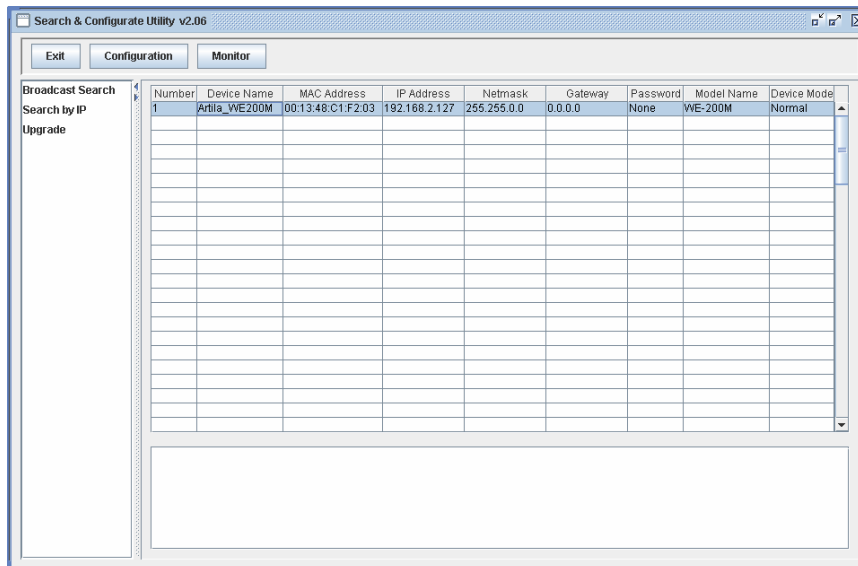 Search & Configurate Utility v2.06
Exit Configuration Monitor
Broadcast Search
Search by IP
Upgrade
Number Device Name MAC Address IP Address Netmask Gateway Password Model Name Device Mode
1 Artila_WE200M 00:13:48:C1:F2:03 192.168.2.127 255.255.0.0 0.0.0.0 None WE-200M Normal